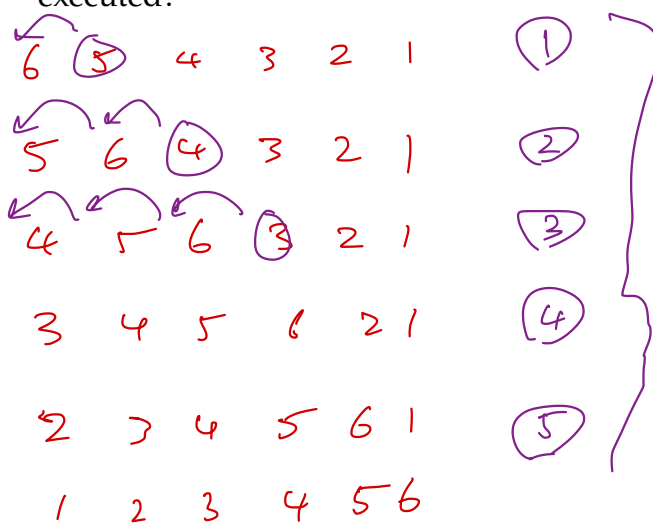 executed?
6 5 4 3 2 1 1
5 6 4 3 2 1 2
4 5 6 3 2 1 3
3 4 5 6 2 1 4
2 3 4 5 6 1 5
1 2 3 4 5 6